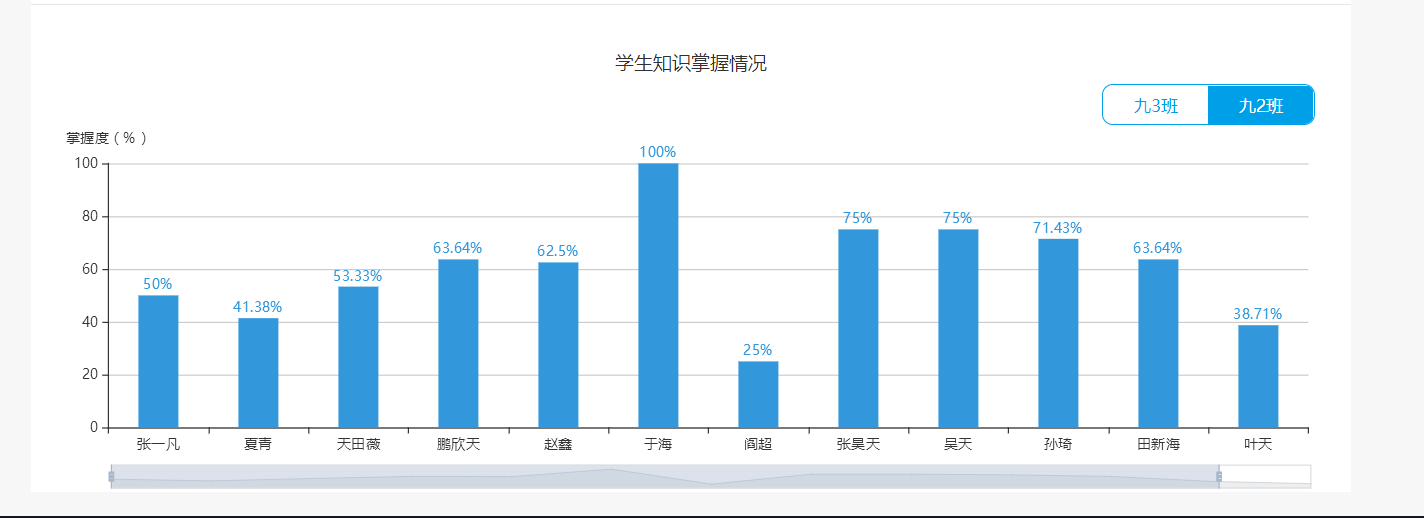 学生知识掌握情况
九3班 九2班
掌握度（%）
100
80
60
40
20
0
50% 41.38% 53.33% 63.64% 62.5% 100% 25% 75% 75% 71.43% 63.64% 38.71%
张一凡 夏青 天田薇 鹏欣天 赵鑫 于海 阎超 张昊天 吴天 孙琦 田新海 叶天